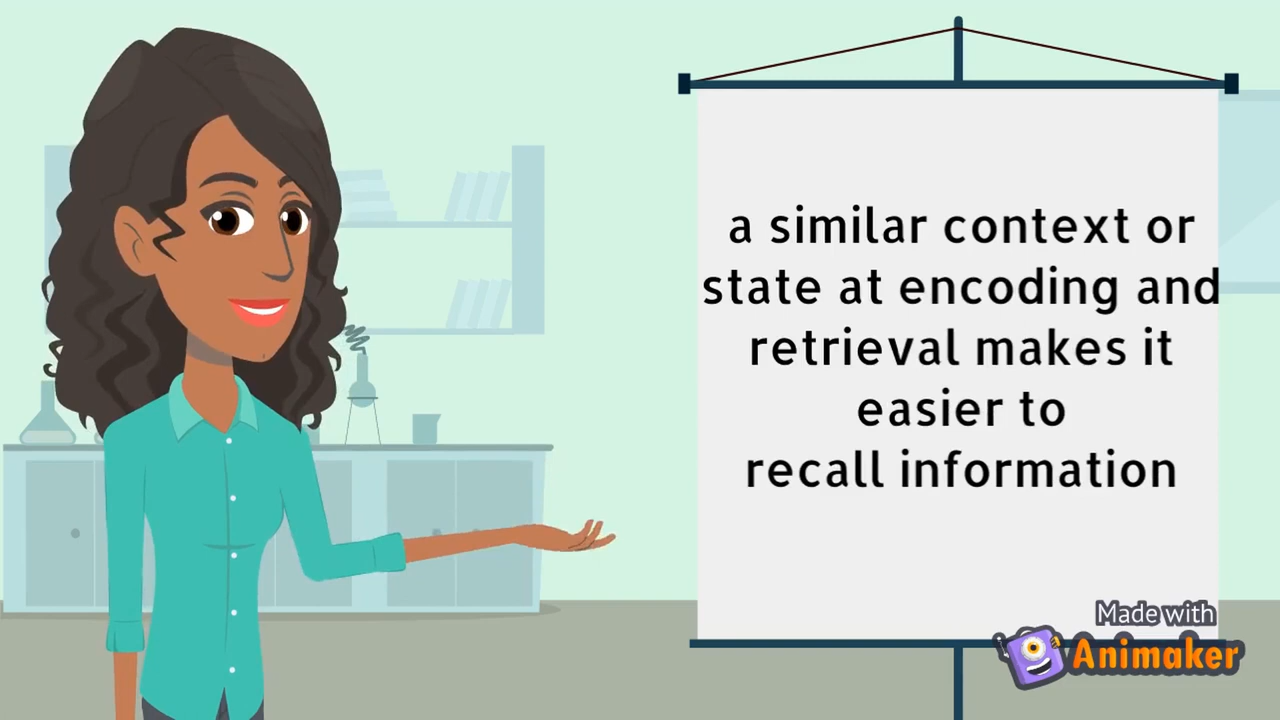 a similar context or
state at encoding and
retrieval makes it
easier to
recall information
Made with
Animaker